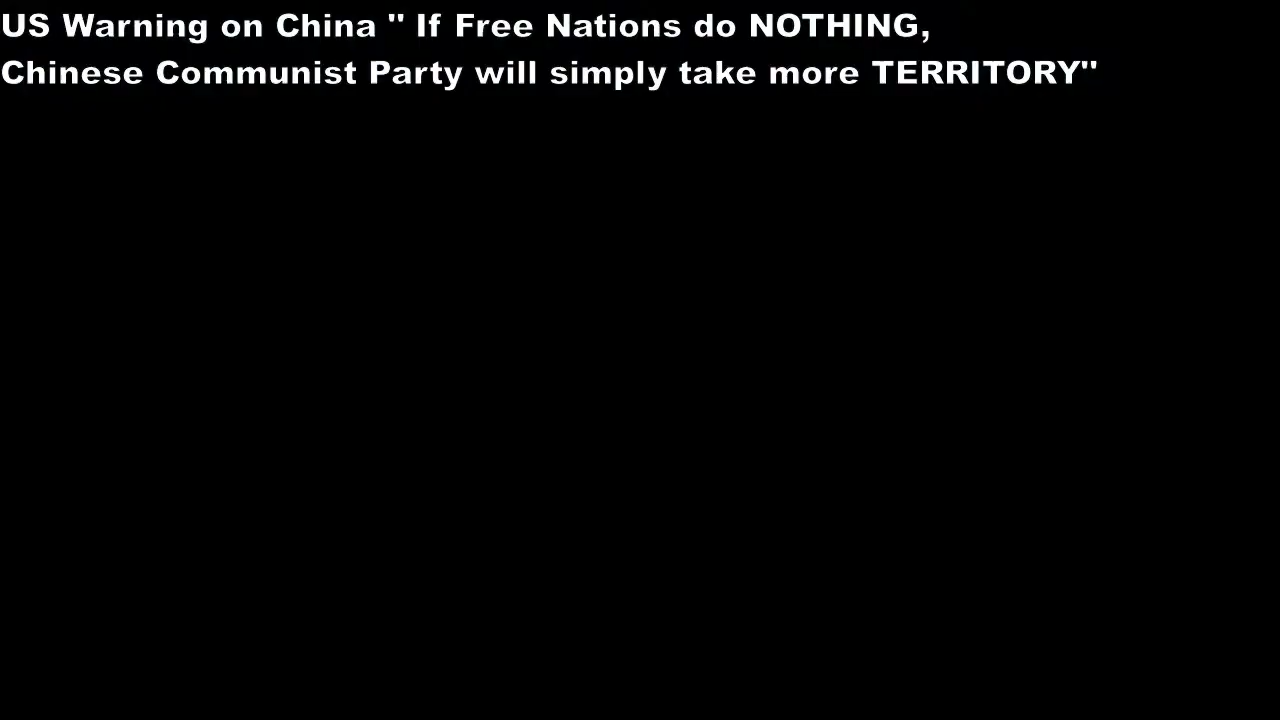 US Warning on China " If Free Nations do NOTHING,
Chinese Communist Party will simply take more TERRITORY"